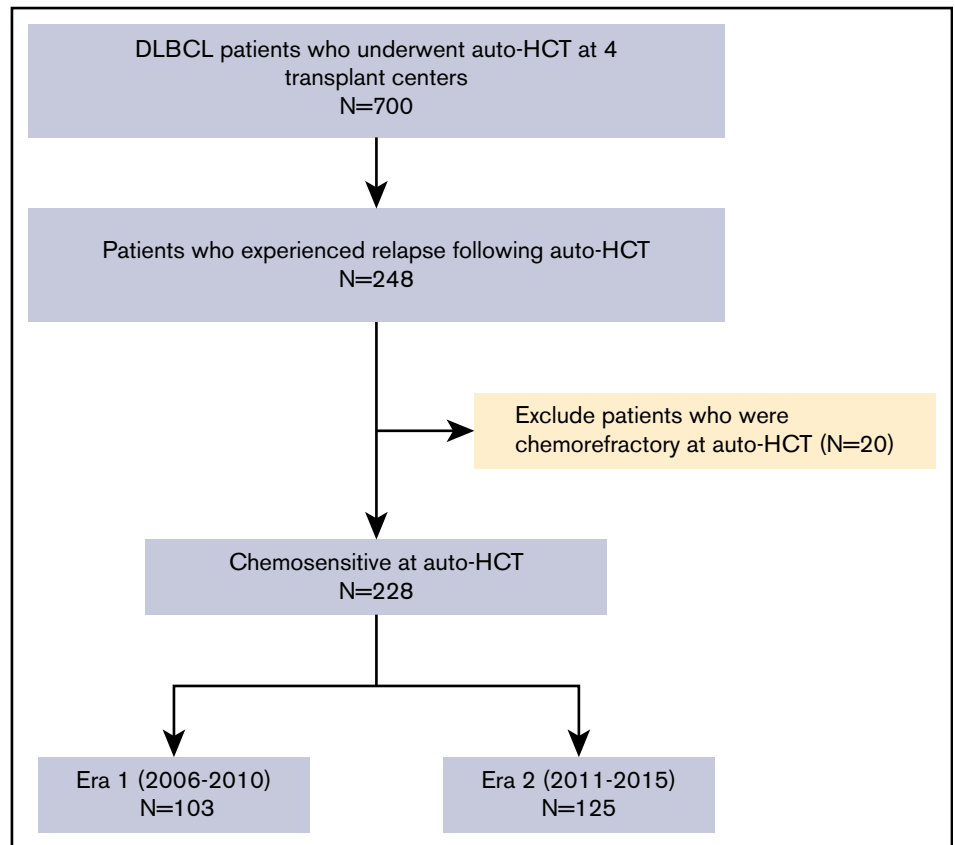 DLBCL patients who underwent auto-HCT at 4
transplant centers
N=700
Patients who experienced relapse following auto-HCT
N=248
Exclude patients who were
chemorefractory at auto-HCT (N=20)
Chemosensitive at auto-HCT
N=228
Era 1 (2006-2010)
N=103
Era 2 (2011-2015)
N=125